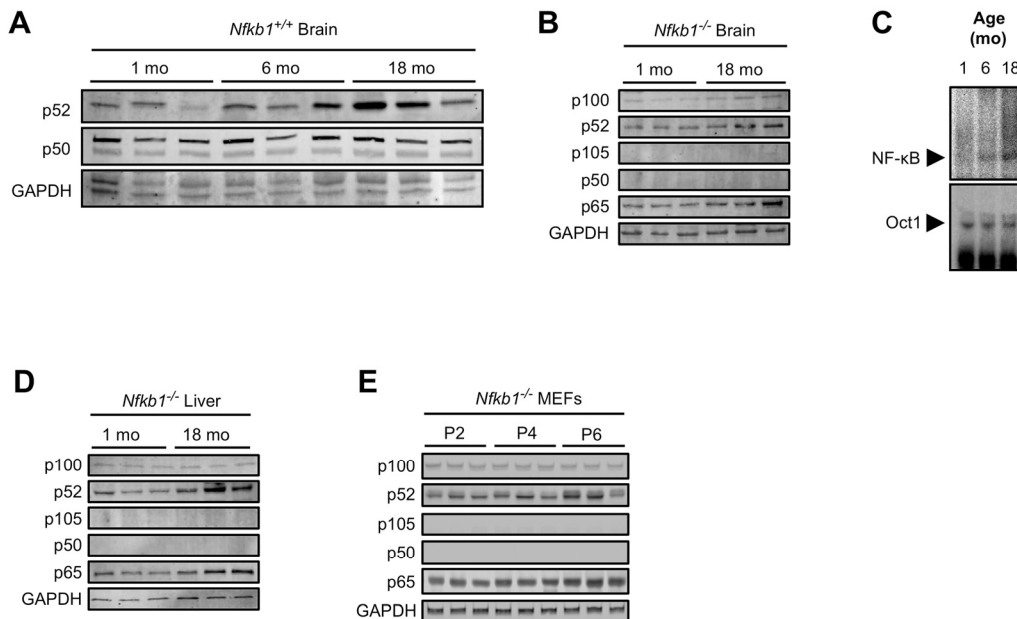 A
Nfkb1+/+ Brain
1 mo 6 mo 18 mo
p52
p50
GAPDH
B
Nfkb1-/- Brain
1 mo 18 mo
p100
p52
p105
p50
p65
GAPDH
C
Age
(mo)
1 6 18
NF-κB
Oct1
D
Nfkb1-/- Liver
1 mo 18 mo
p100
p52
p105
p50
p65
GAPDH
E
Nfkb1-/- MEFs
P2 P4 P6
p100
p52
p105
p50
p65
GAPDH